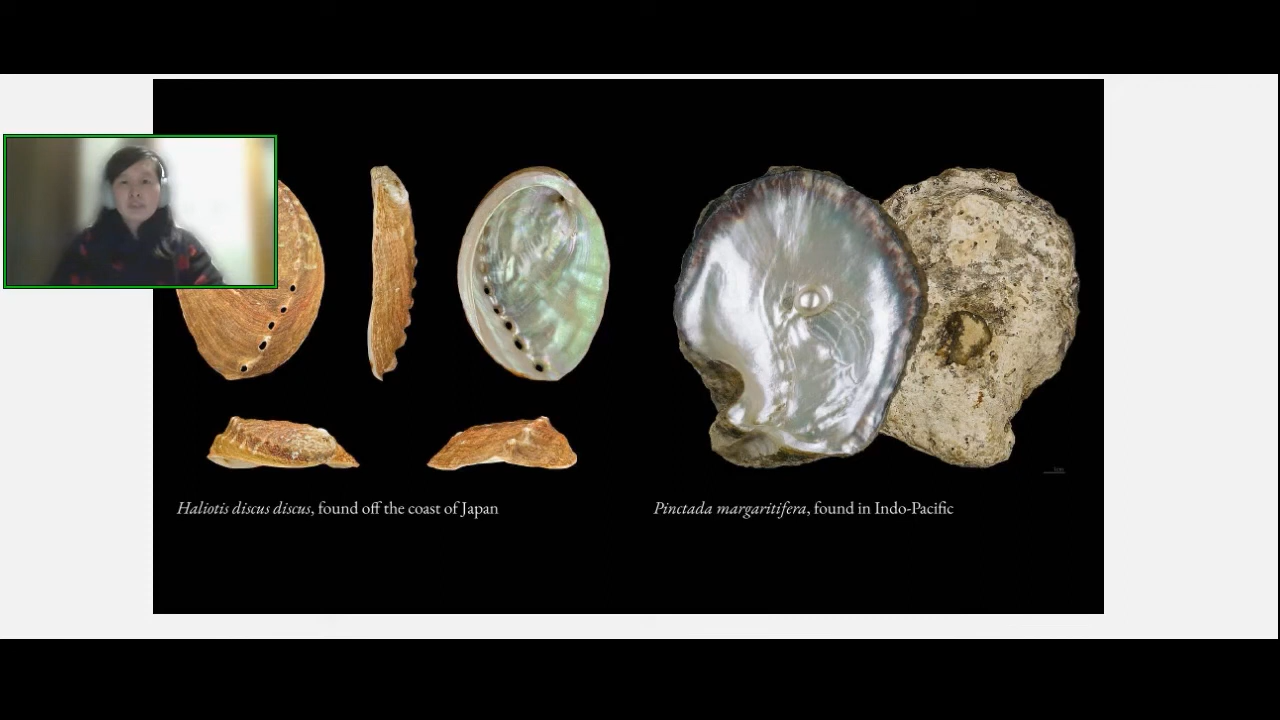 Haliotis discus discus, found off the coast of Japan
Pinctada margaritifera, found in Indo-Pacific